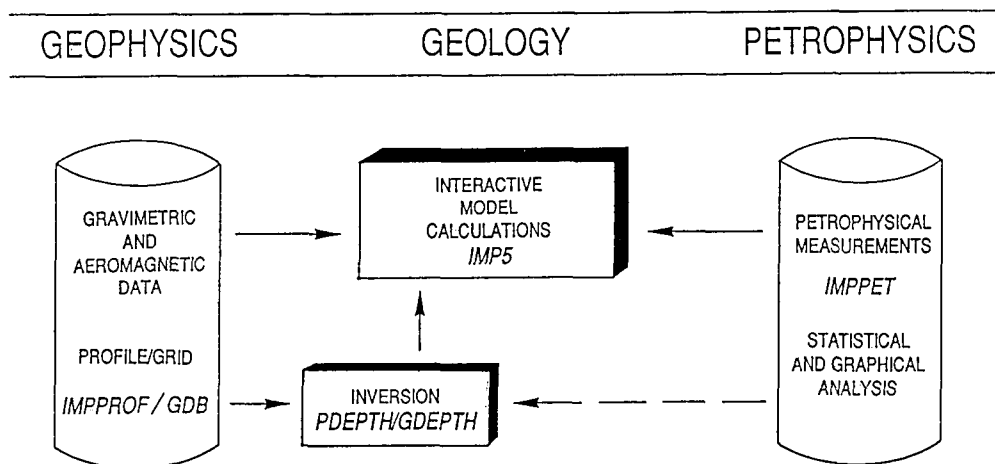 GEOPHYSICS
GEOLOGY
PETROPHYSICS
GRAVIMETRIC
AND
AEROMAGNETIC
DATA
PROFILE/GRID
IMPPROF/GDB
INTERACTIVE
MODEL
CALCULATIONS
IMP5
INVERSION
PDEPTH/GDEPTH
PETROPHYSICAL
MEASUREMENTS
IMPPET
STATISTICAL
AND GRAPHICAL
ANALYSIS